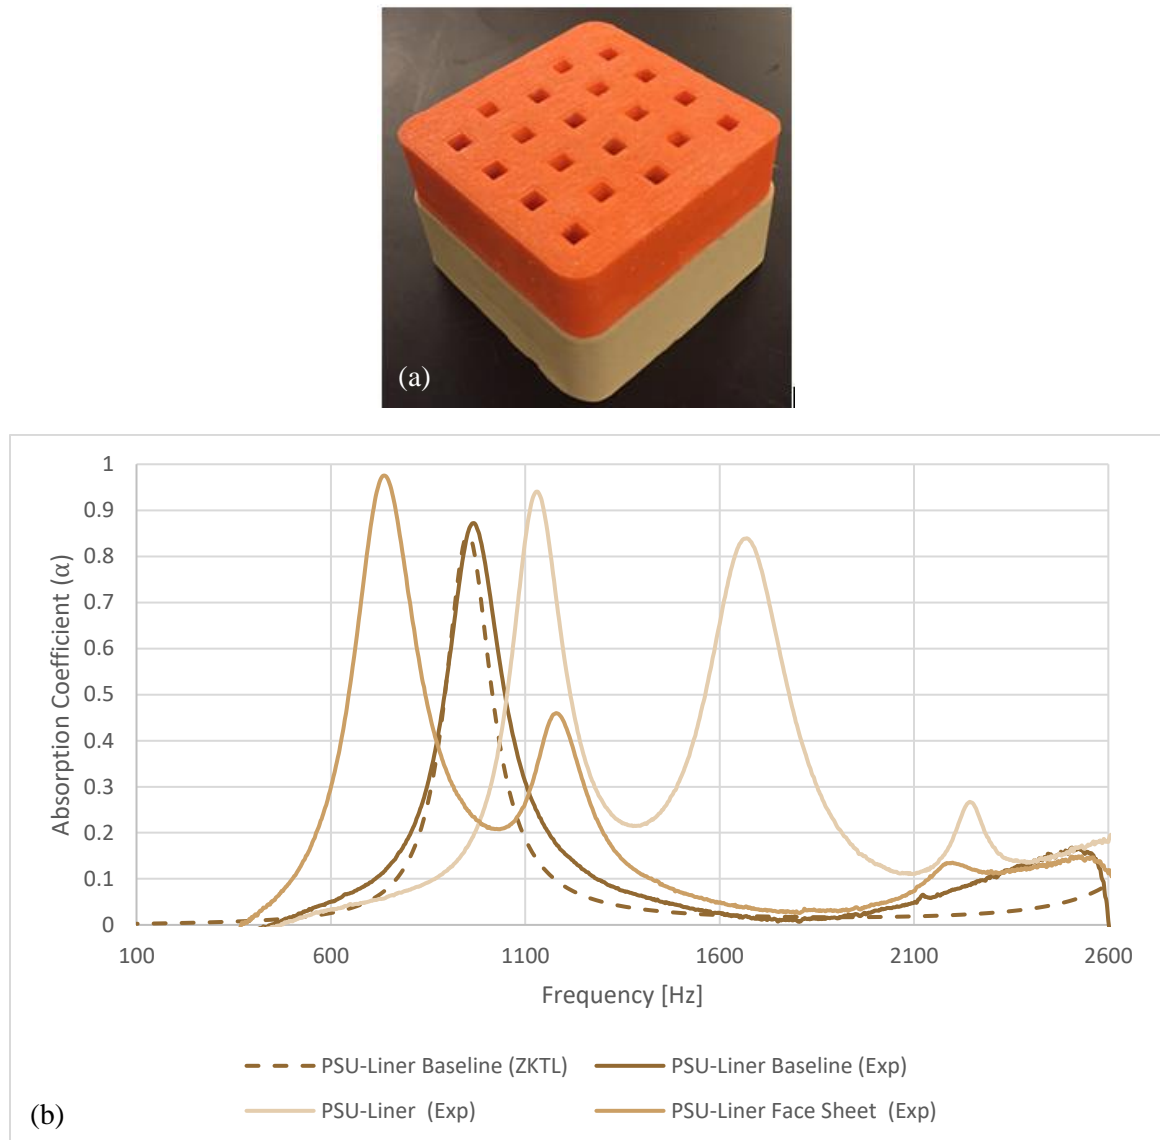 (a)
1
0.9
0.8
0.7
0.6
0.5
0.4
0.3
0.2
0.1
0
Absorption Coefficient (α)
100 600 1100 1600 2100 2600
Frequency [Hz]
PSU-Liner Baseline (ZKTL) PSU-Liner Baseline (Exp)
PSU-Liner (Exp) PSU-Liner Face Sheet (Exp)
(b)